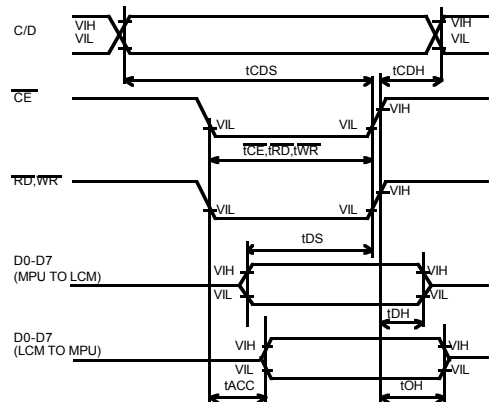 C/D
VIH
VIL
VIH
VIL
tCDS
tCDH
CE
VIH
VIL
VIL
tCE,tRD,tWR
RD,WR
VIH
VIL
VIL
tDS
D0-D7
(MPU TO LCM)
VIH
VIL
VIH
VIL
tDH
D0-D7
(LCM TO MPU)
VIH
VIL
VIH
VIL
tACC
tOH